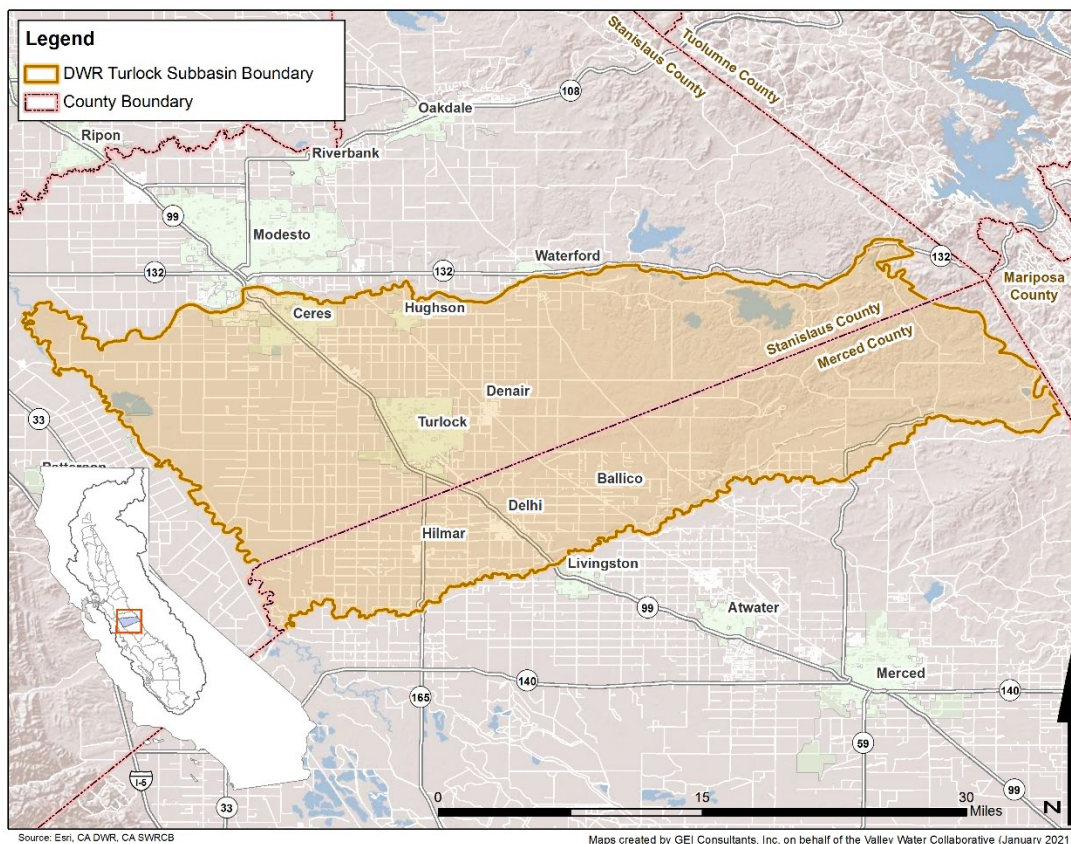 Legend
DWR Turlock Subbasin Boundary
County Boundary
Stanislaus County
Tuolumne County
108
Oakdale
Ripon
Riverbank
99
Modesto
132
132
Waterford
132
Mariposa
County
Ceres
Hughson
Stanislaus County
Merced County
Denair
33
Turlock
Patterson
Ballico
Delhi
Hilmar
Livingston
99
Atwater
Merced
140
140
165
59
I-5
33
99
0
15
30
Miles
N
Source: Esri, CA DWR, CA SWRCB
Maps created by GEI Consultants, Inc. on behalf of the Valley Water Collaborative (January 2021